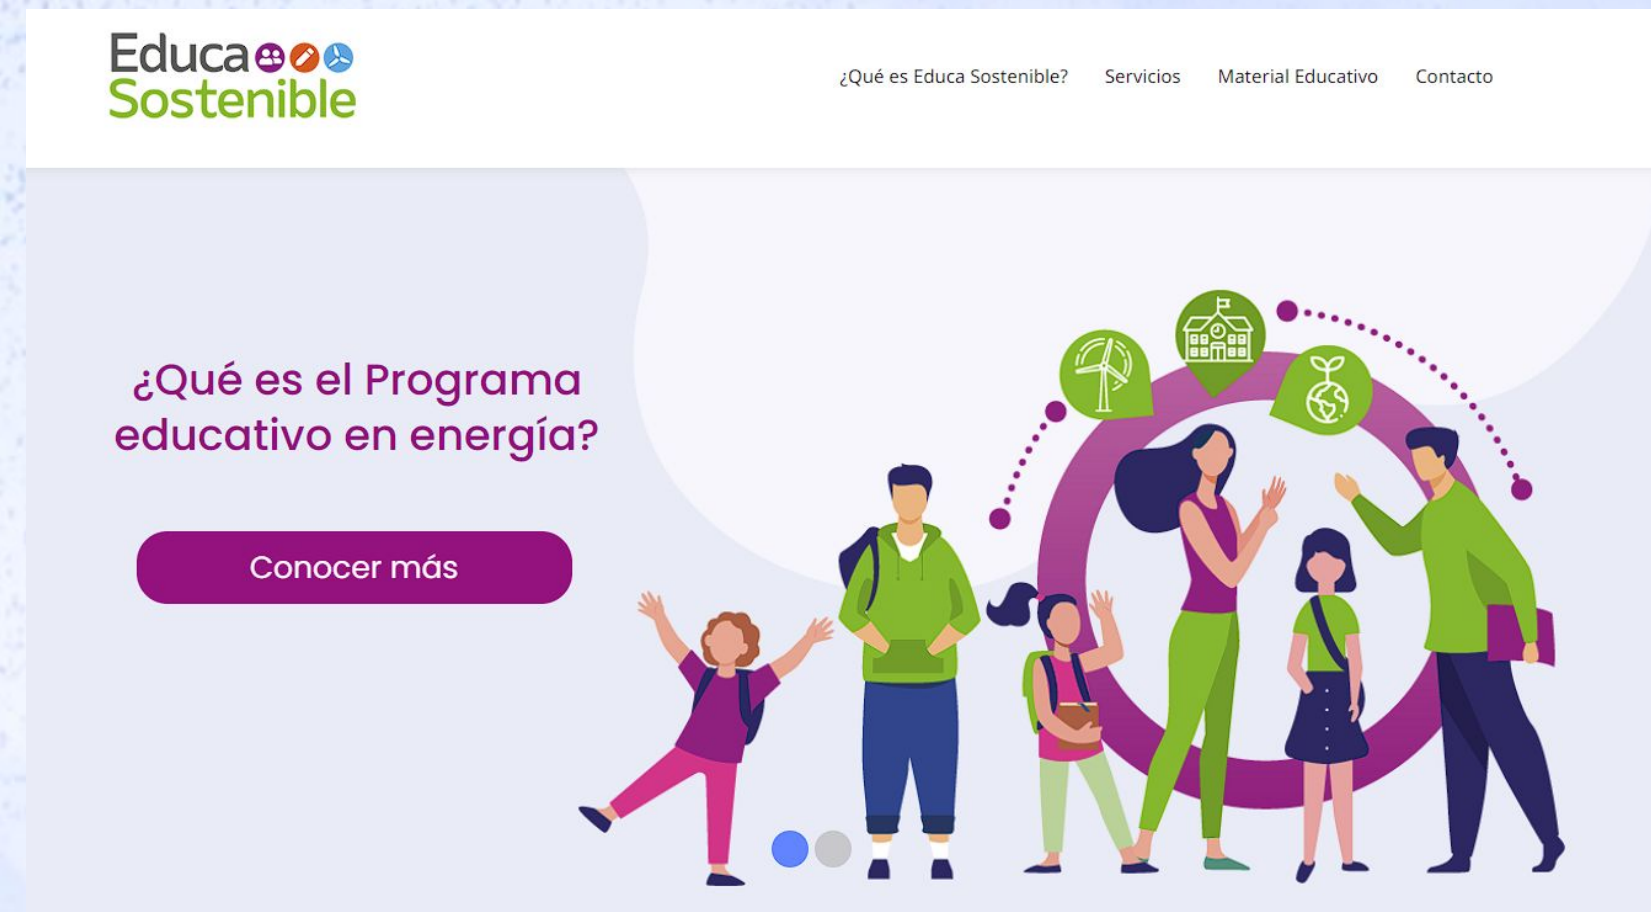 Educa
Sostenible
¿Qué es Educa Sostenible? Servicios Material Educativo Contacto
¿Qué es el Programa
educativo en energía?
Conocer más